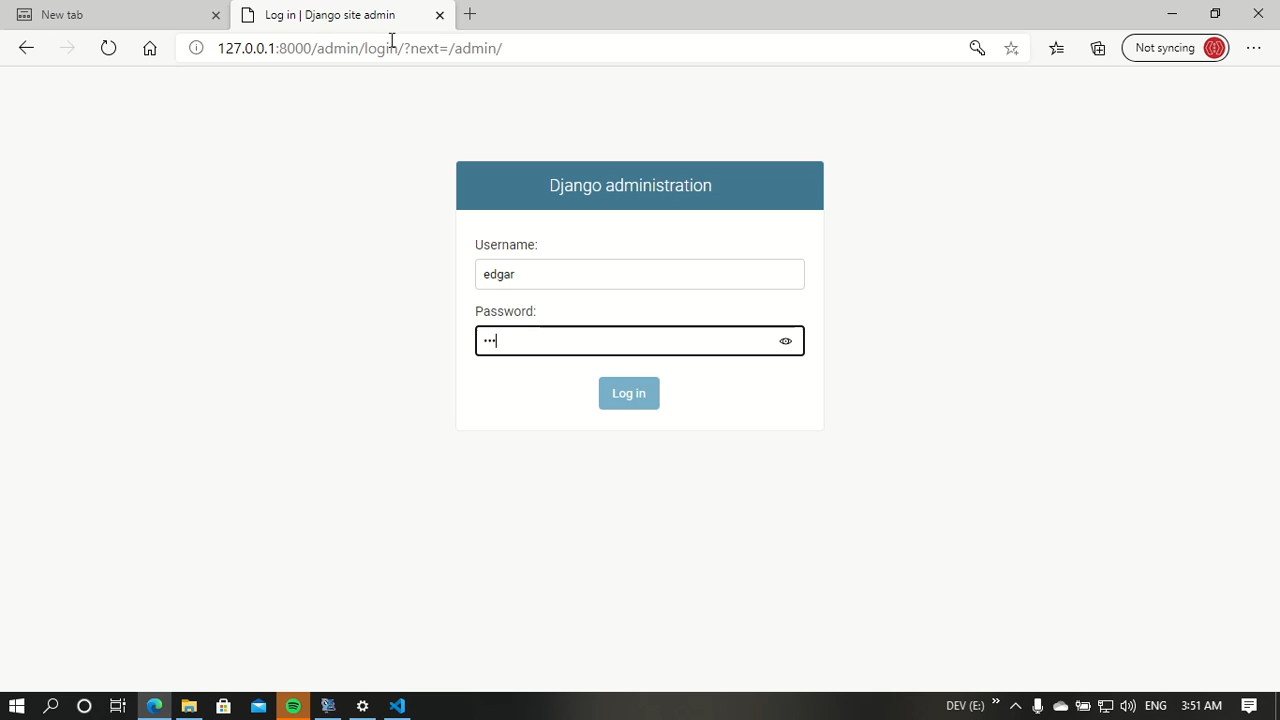 New tab
Log in | Django site admin
127.0.0.1:8000/admin/login/?next=/admin/
Not syncing
Django administration
Username:
edgar
Password:
•••
Log in
DEV (E:)
ENG
3:51 AM